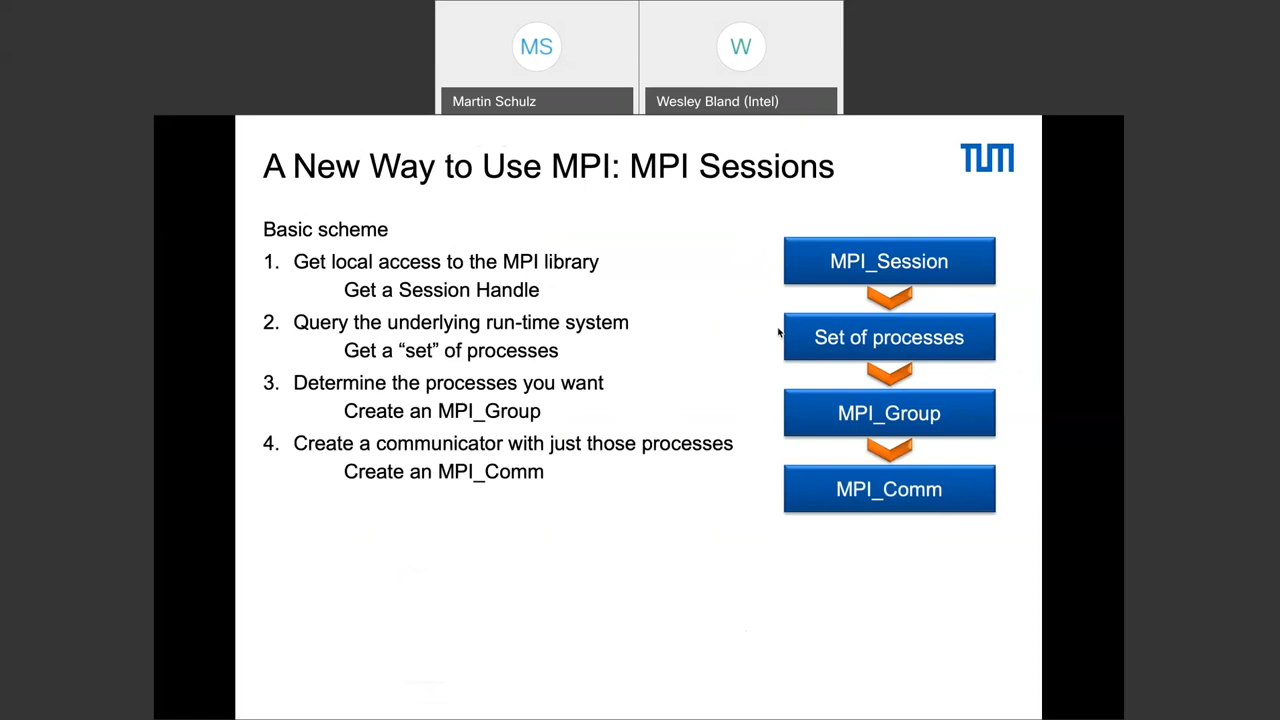 MS
W
Martin Schulz
Wesley Bland (Intel)
A New Way to Use MPI: MPI Sessions
TUM
Basic scheme
1. Get local access to the MPI library
Get a Session Handle
2. Query the underlying run-time system
Get a “set” of processes
3. Determine the processes you want
Create an MPI_Group
4. Create a communicator with just those processes
Create an MPI_Comm
MPI_Session
Set of processes
MPI_Group
MPI_Comm